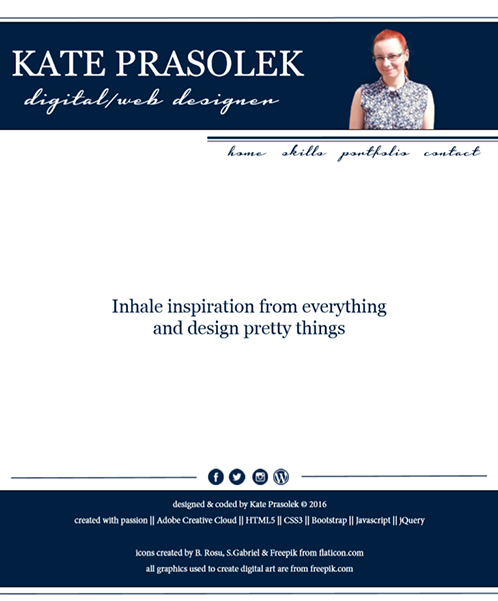 KATE PRASOLEK
digital/web designer
home skills portfolio contact
Inhale inspiration from everything
and design pretty things
designed & coded by Kate Prasolek © 2016
created with passion || Adobe Creative Cloud || HTML5 || CSS3 || Bootstrap || Javascript || jQuery
icons created by B. Rosu, S.Gabriel & Freepik from flaticon.com
all graphics used to create digital art are from freepik.com